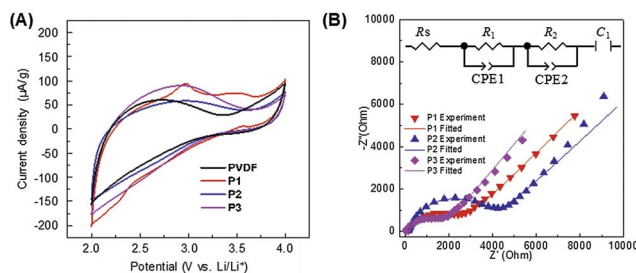 (A)
Current density (µA/g)
150
100
50
0
-50
-100
-150
-200
PVDF
P1
P2
P3
2.0
2.5
3.0
3.5
4.0
Potential (V vs. Li/Li⁺)
(B)
-Z''(Ohm)
10000
8000
6000
4000
2000
0
Rs
R₁
R₂
C₁
CPE1
CPE2
P1 Experiment
P1 Fitted
P2 Experiment
P2 Fitted
P3 Experiment
P3 Fitted
0
2000
4000
6000
8000
10000
Z' (Ohm)